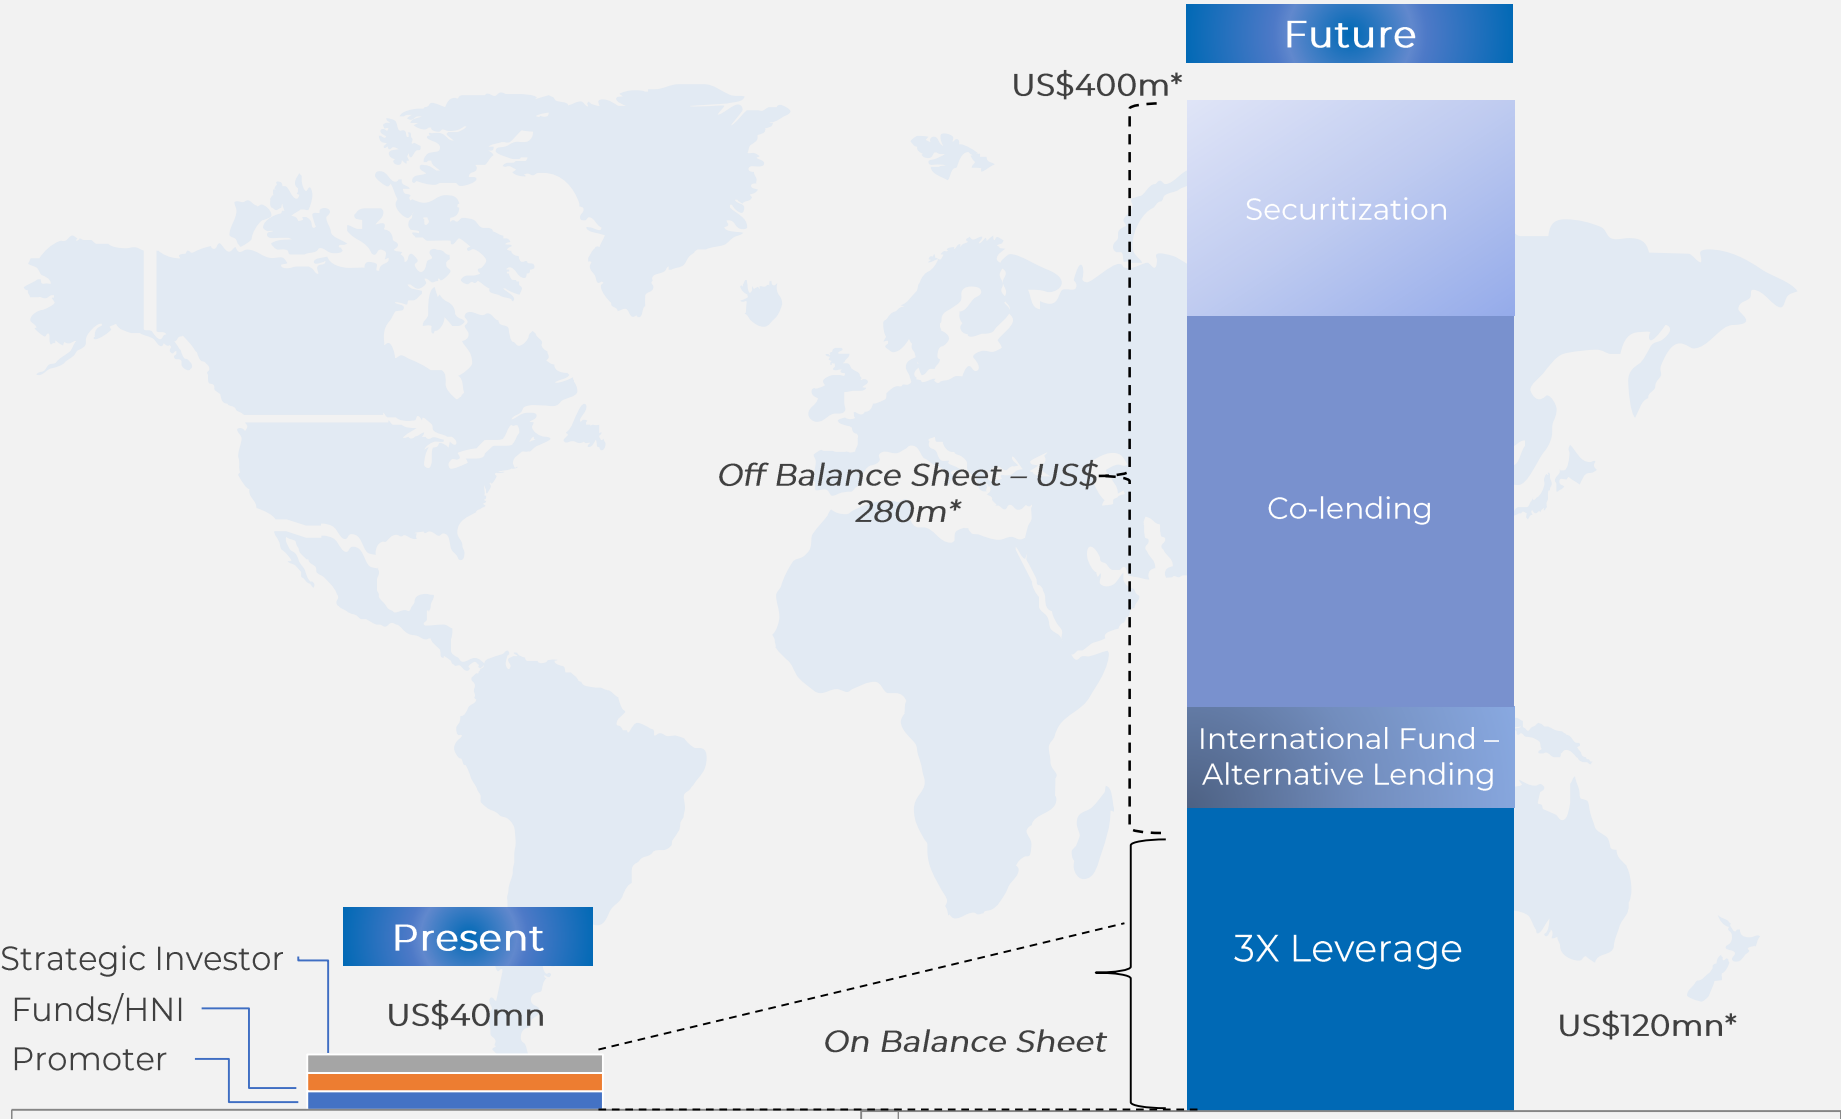 Future
US$400m*
Securitization
Off Balance Sheet – US$
280m*
Co-lending
International Fund –
Alternative Lending
Present
3X Leverage
Strategic Investor
Funds/HNI
US$40mn
Promoter
On Balance Sheet
US$120mn*